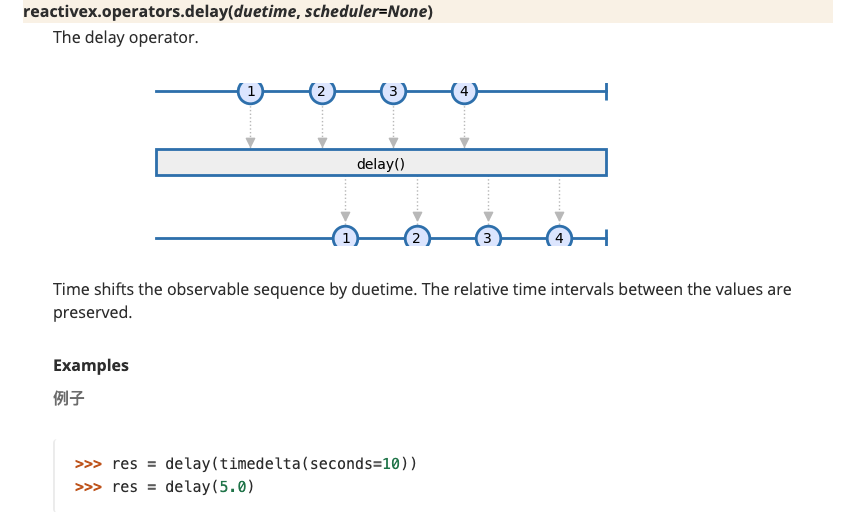 reactivex.operators.delay(duetime, scheduler=None)
The delay operator.
1 2 3 4
delay()
1 2 3 4
Time shifts the observable sequence by duetime. The relative time intervals between the values are
preserved.
Examples
例子
>>> res = delay(timedelta(seconds=10))
>>> res = delay(5.0)